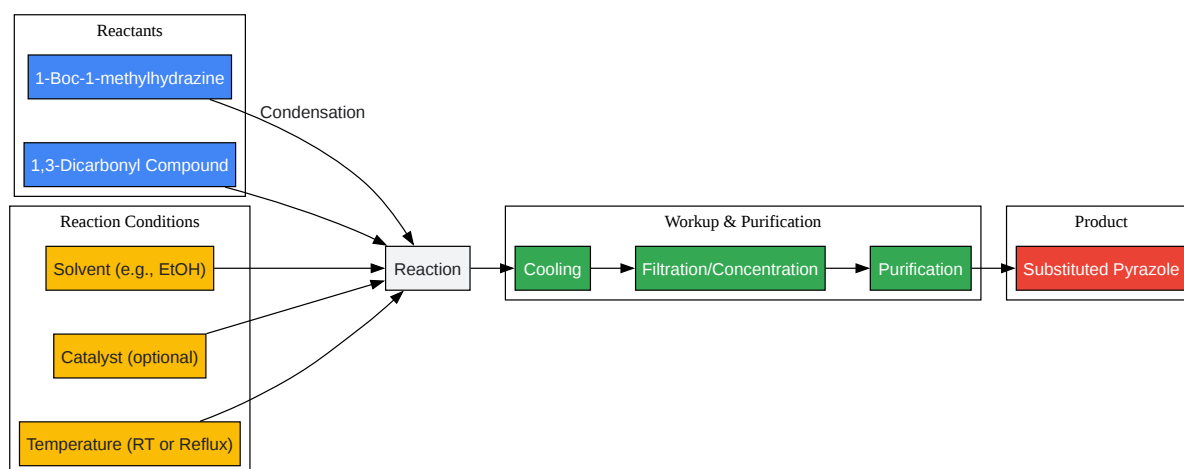 Reactants
1-Boc-1-methylhydrazine
Condensation
1,3-Dicarbonyl Compound
Reaction Conditions
Solvent (e.g., EtOH)
Catalyst (optional)
Temperature (RT or Reflux)
Reaction
Workup & Purification
Cooling
Filtration/Concentration
Purification
Product
Substituted Pyrazole